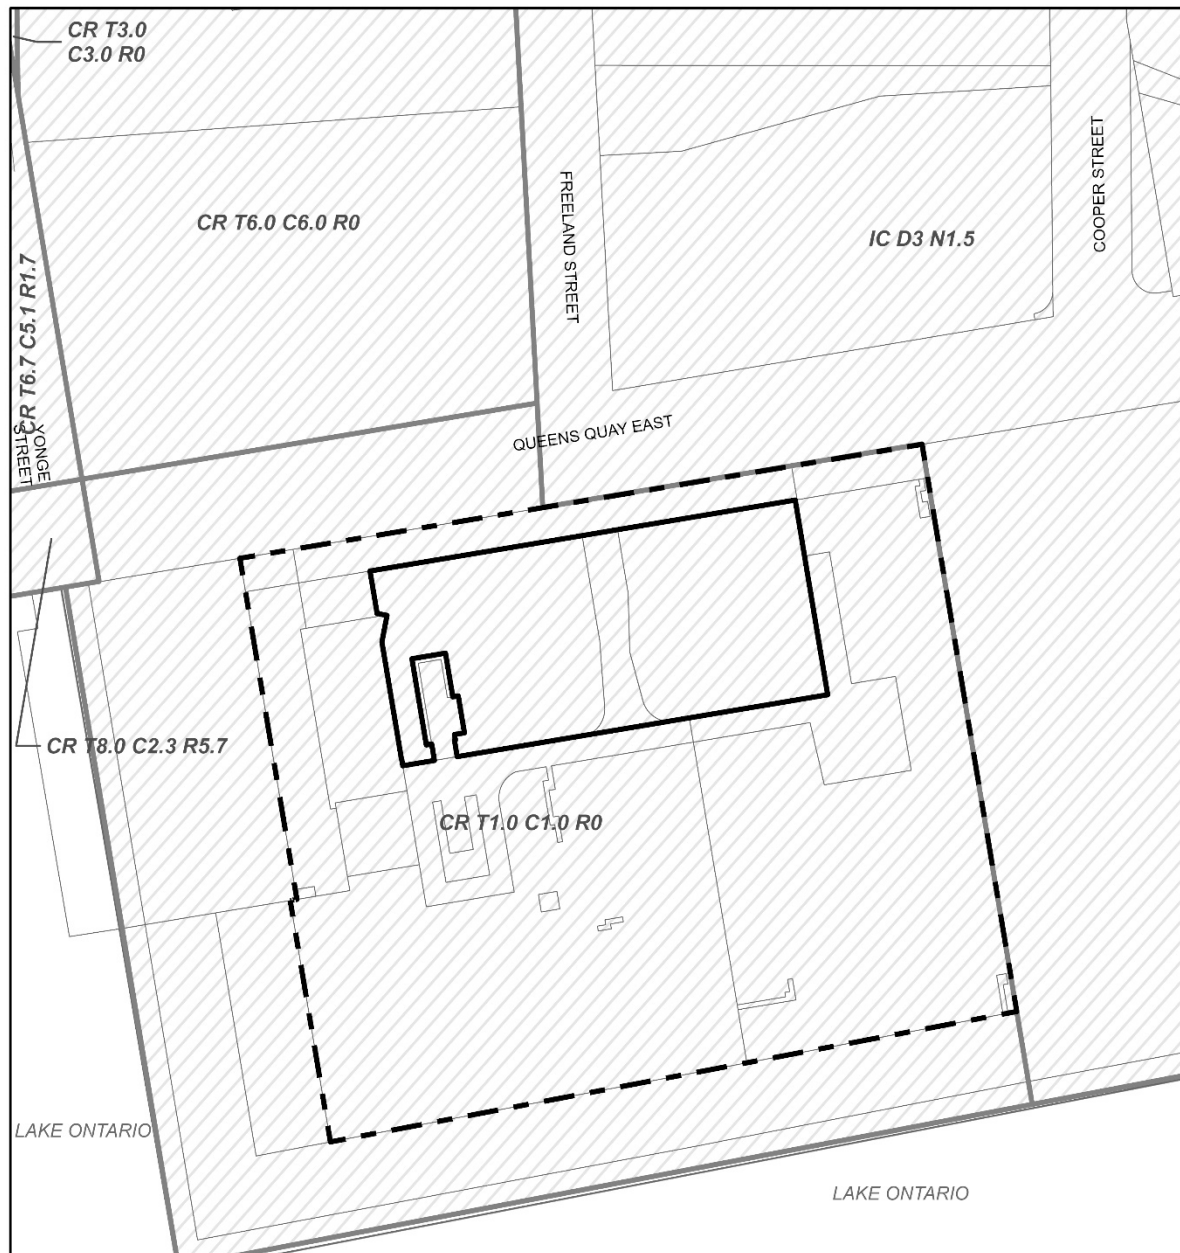 CR T3.0
C3.0 R0
CR T6.0 C6.0 R0
FREELAND STREET
IC D3 N1.5
COOPER STREET
CR T6.7 C5.1 R1.7
YONGE
STREET
QUEENS QUAY EAST
CR T8.0 C2.3 R5.7
CR T1.0 C1.0 R0
LAKE ONTARIO
LAKE ONTARIO